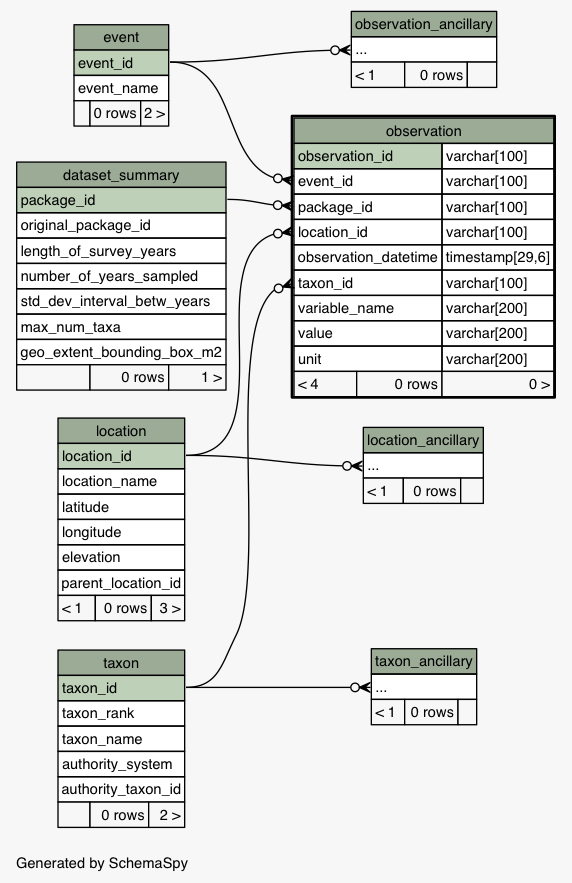 event
event_id
event_name
0 rows 2 >
observation_ancillary
...
< 1 0 rows
observation
observation_id varchar[100]
event_id varchar[100]
package_id varchar[100]
location_id varchar[100]
observation_datetime timestamp[29,6]
taxon_id varchar[100]
variable_name varchar[200]
value varchar[200]
unit varchar[200]
< 4 0 rows 0 >
dataset_summary
package_id
original_package_id
length_of_survey_years
number_of_years_sampled
std_dev_interval_betw_years
max_num_taxa
geo_extent_bounding_box_m2
0 rows 1 >
location
location_id
location_name
latitude
longitude
elevation
parent_location_id
< 1 0 rows 3 >
location_ancillary
...
< 1 0 rows
taxon
taxon_id
taxon_rank
taxon_name
authority_system
authority_taxon_id
0 rows 2 >
taxon_ancillary
...
< 1 0 rows
Generated by SchemaSpy